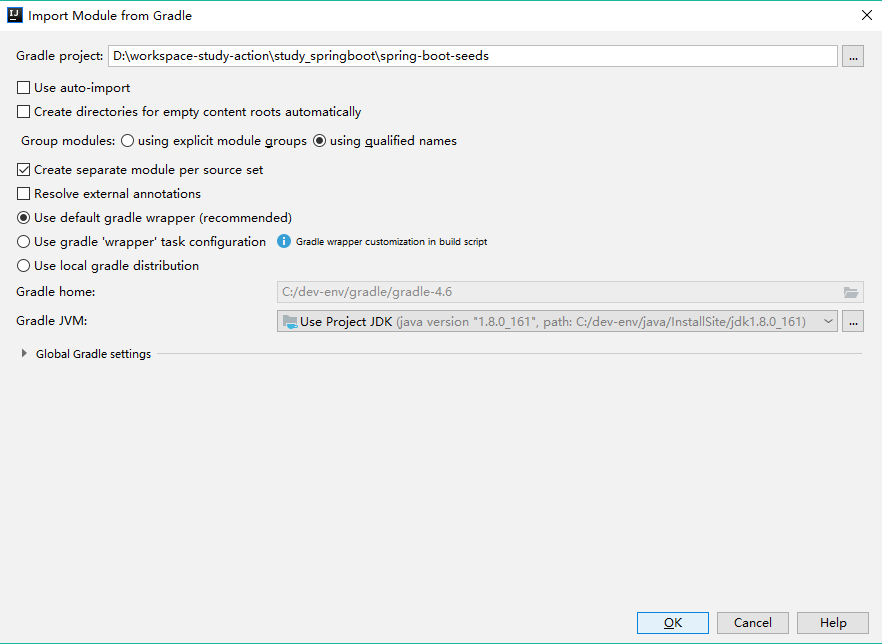 IJ Import Module from Gradle
Gradle project: D:\workspace-study-action\study_springboot\spring-boot-seeds ...
Use auto-import
Create directories for empty content roots automatically
Group modules: using explicit module groups using qualified names
Create separate module per source set
Resolve external annotations
Use default gradle wrapper (recommended)
Use gradle 'wrapper' task configuration i Gradle wrapper customization in build script
Use local gradle distribution
Gradle home: C:/dev-env/gradle/gradle-4.6
Gradle JVM: Use Project JDK (java version "1.8.0_161", path: C:/dev-env/java/InstallSite/jdk1.8.0_161) ...
Global Gradle settings
OK Cancel Help